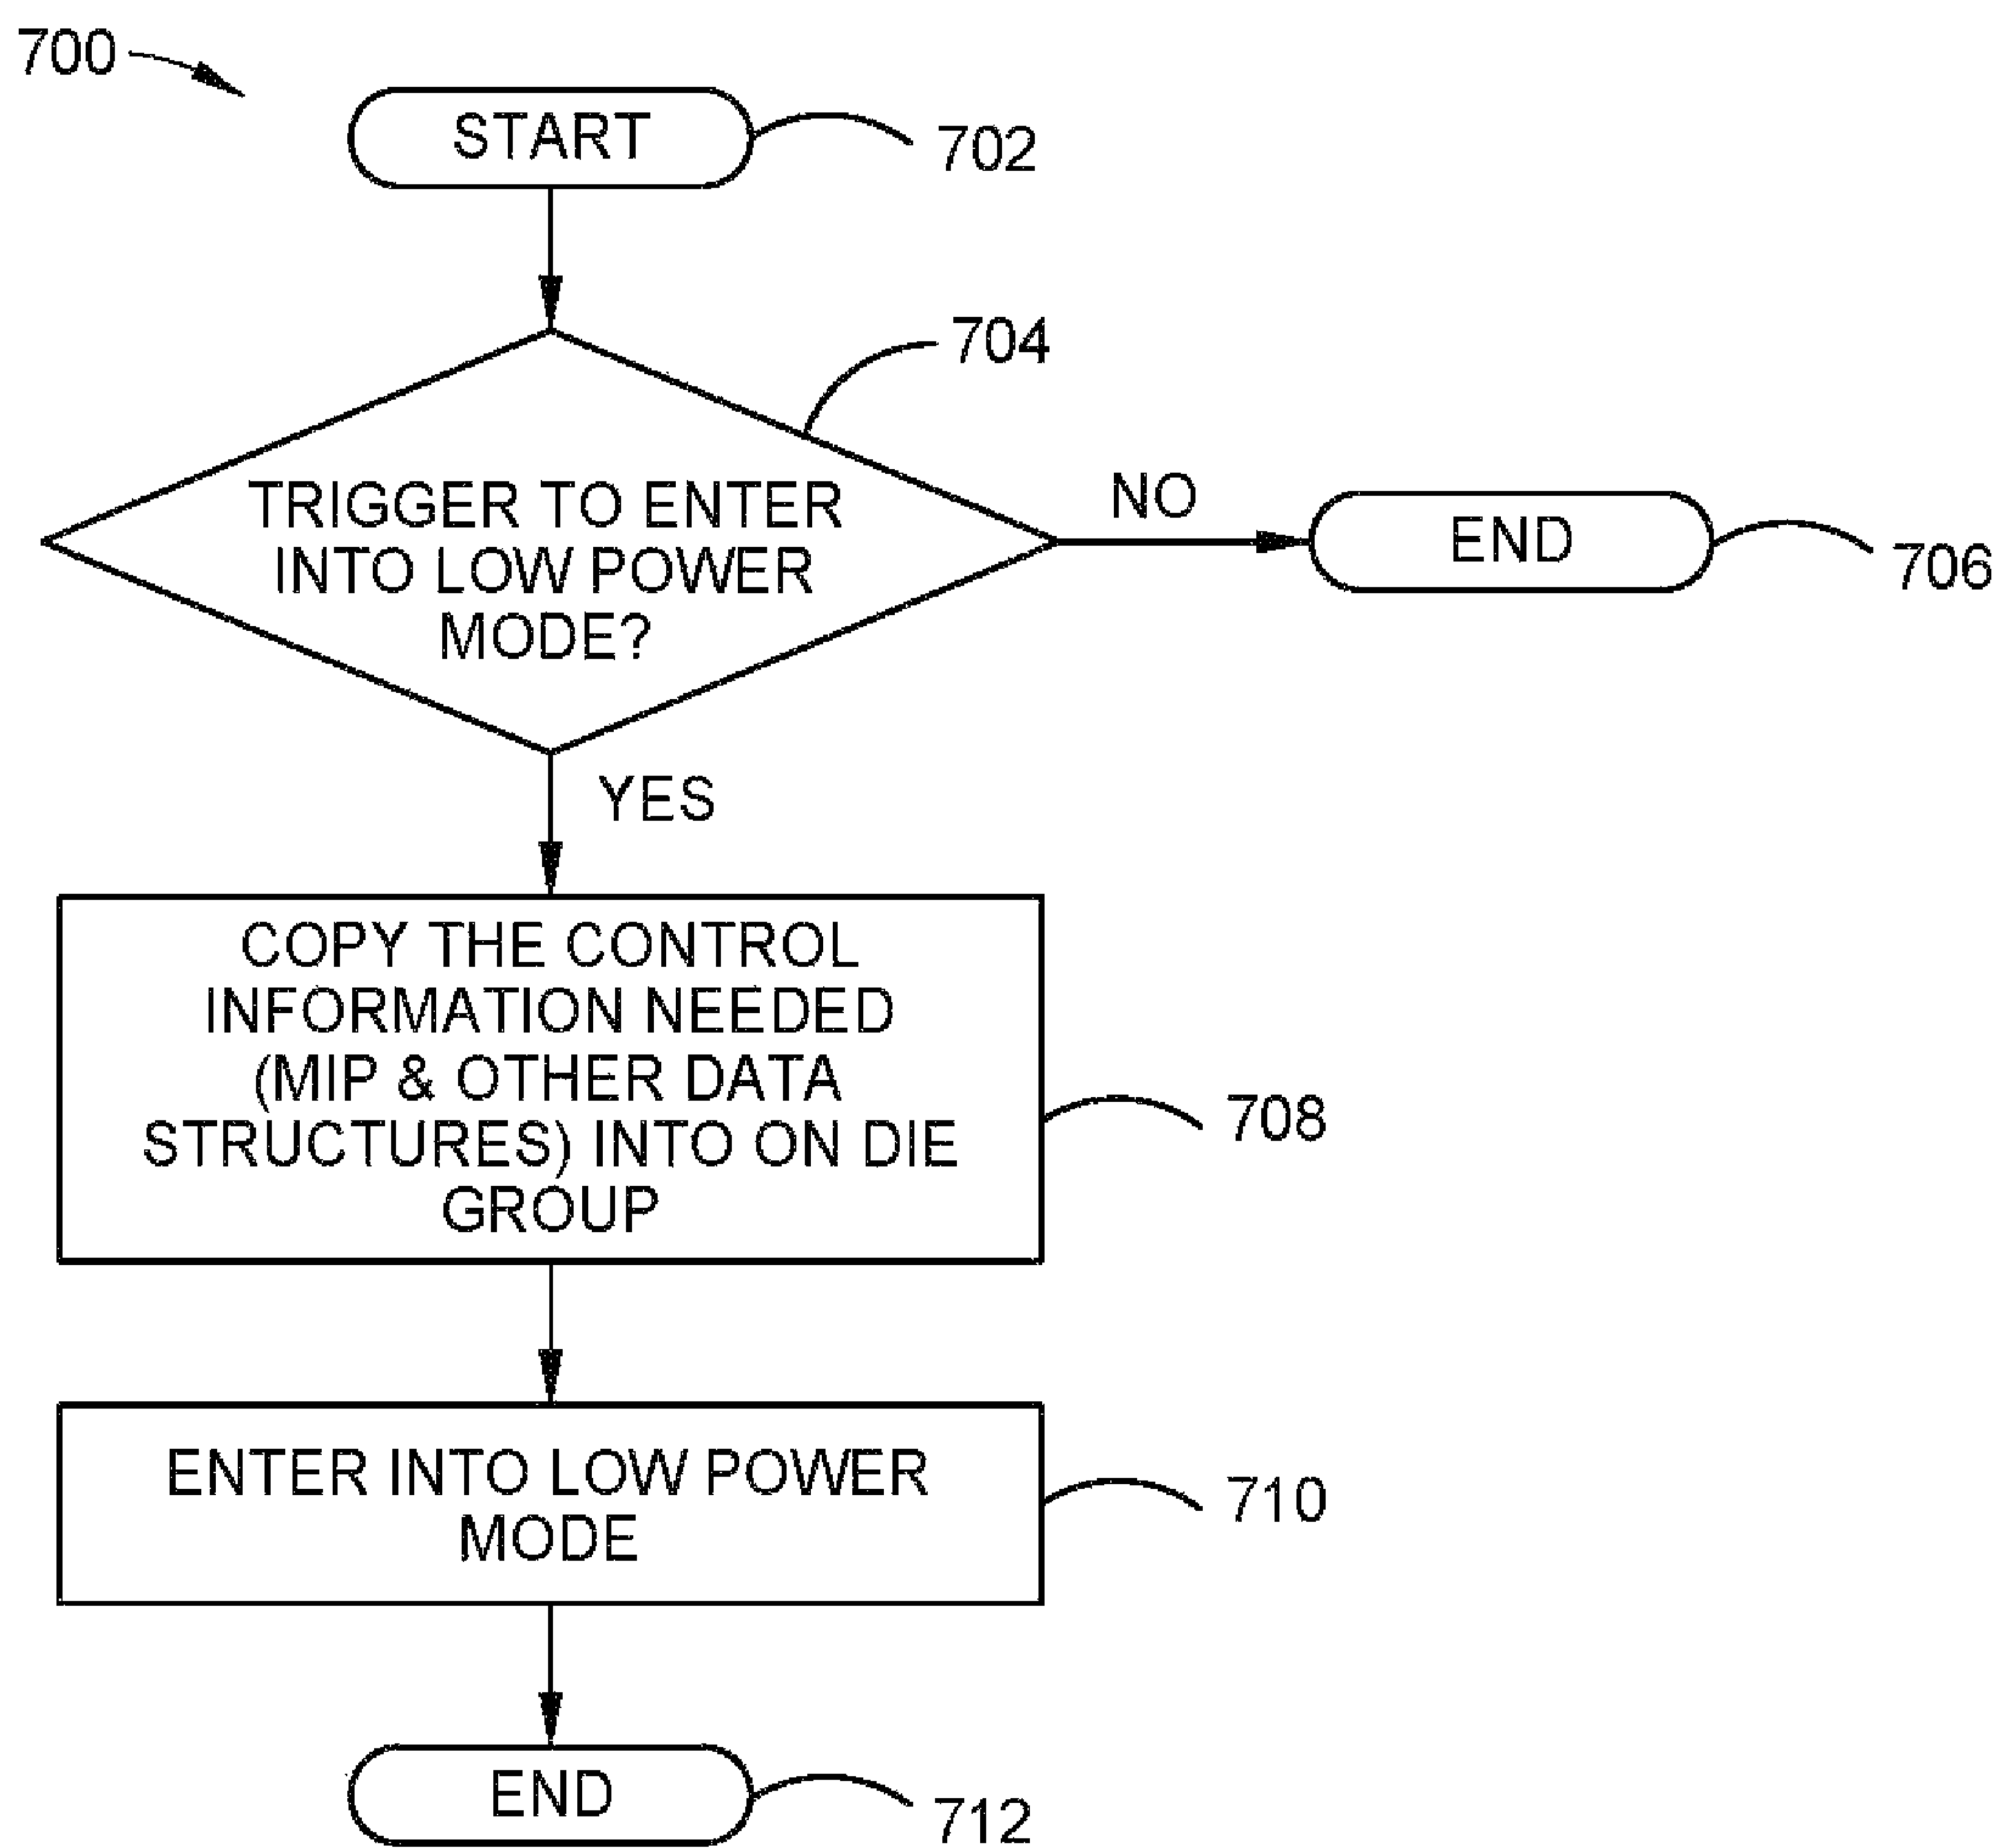 700
START
702
704
TRIGGER TO ENTER
INTO LOW POWER
MODE?
NO
END
706
YES
COPY THE CONTROL
INFORMATION NEEDED
(MIP & OTHER DATA
STRUCTURES) INTO ON DIE
GROUP
708
ENTER INTO LOW POWER
MODE
710
END
712